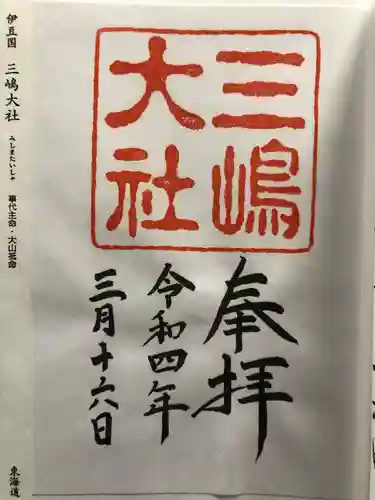 三嶋
大社
奉拝
令和四年
三月十六日
伊豆国 三嶋大社 みしまたいしゃ 事代主命・大山祇命 東海道